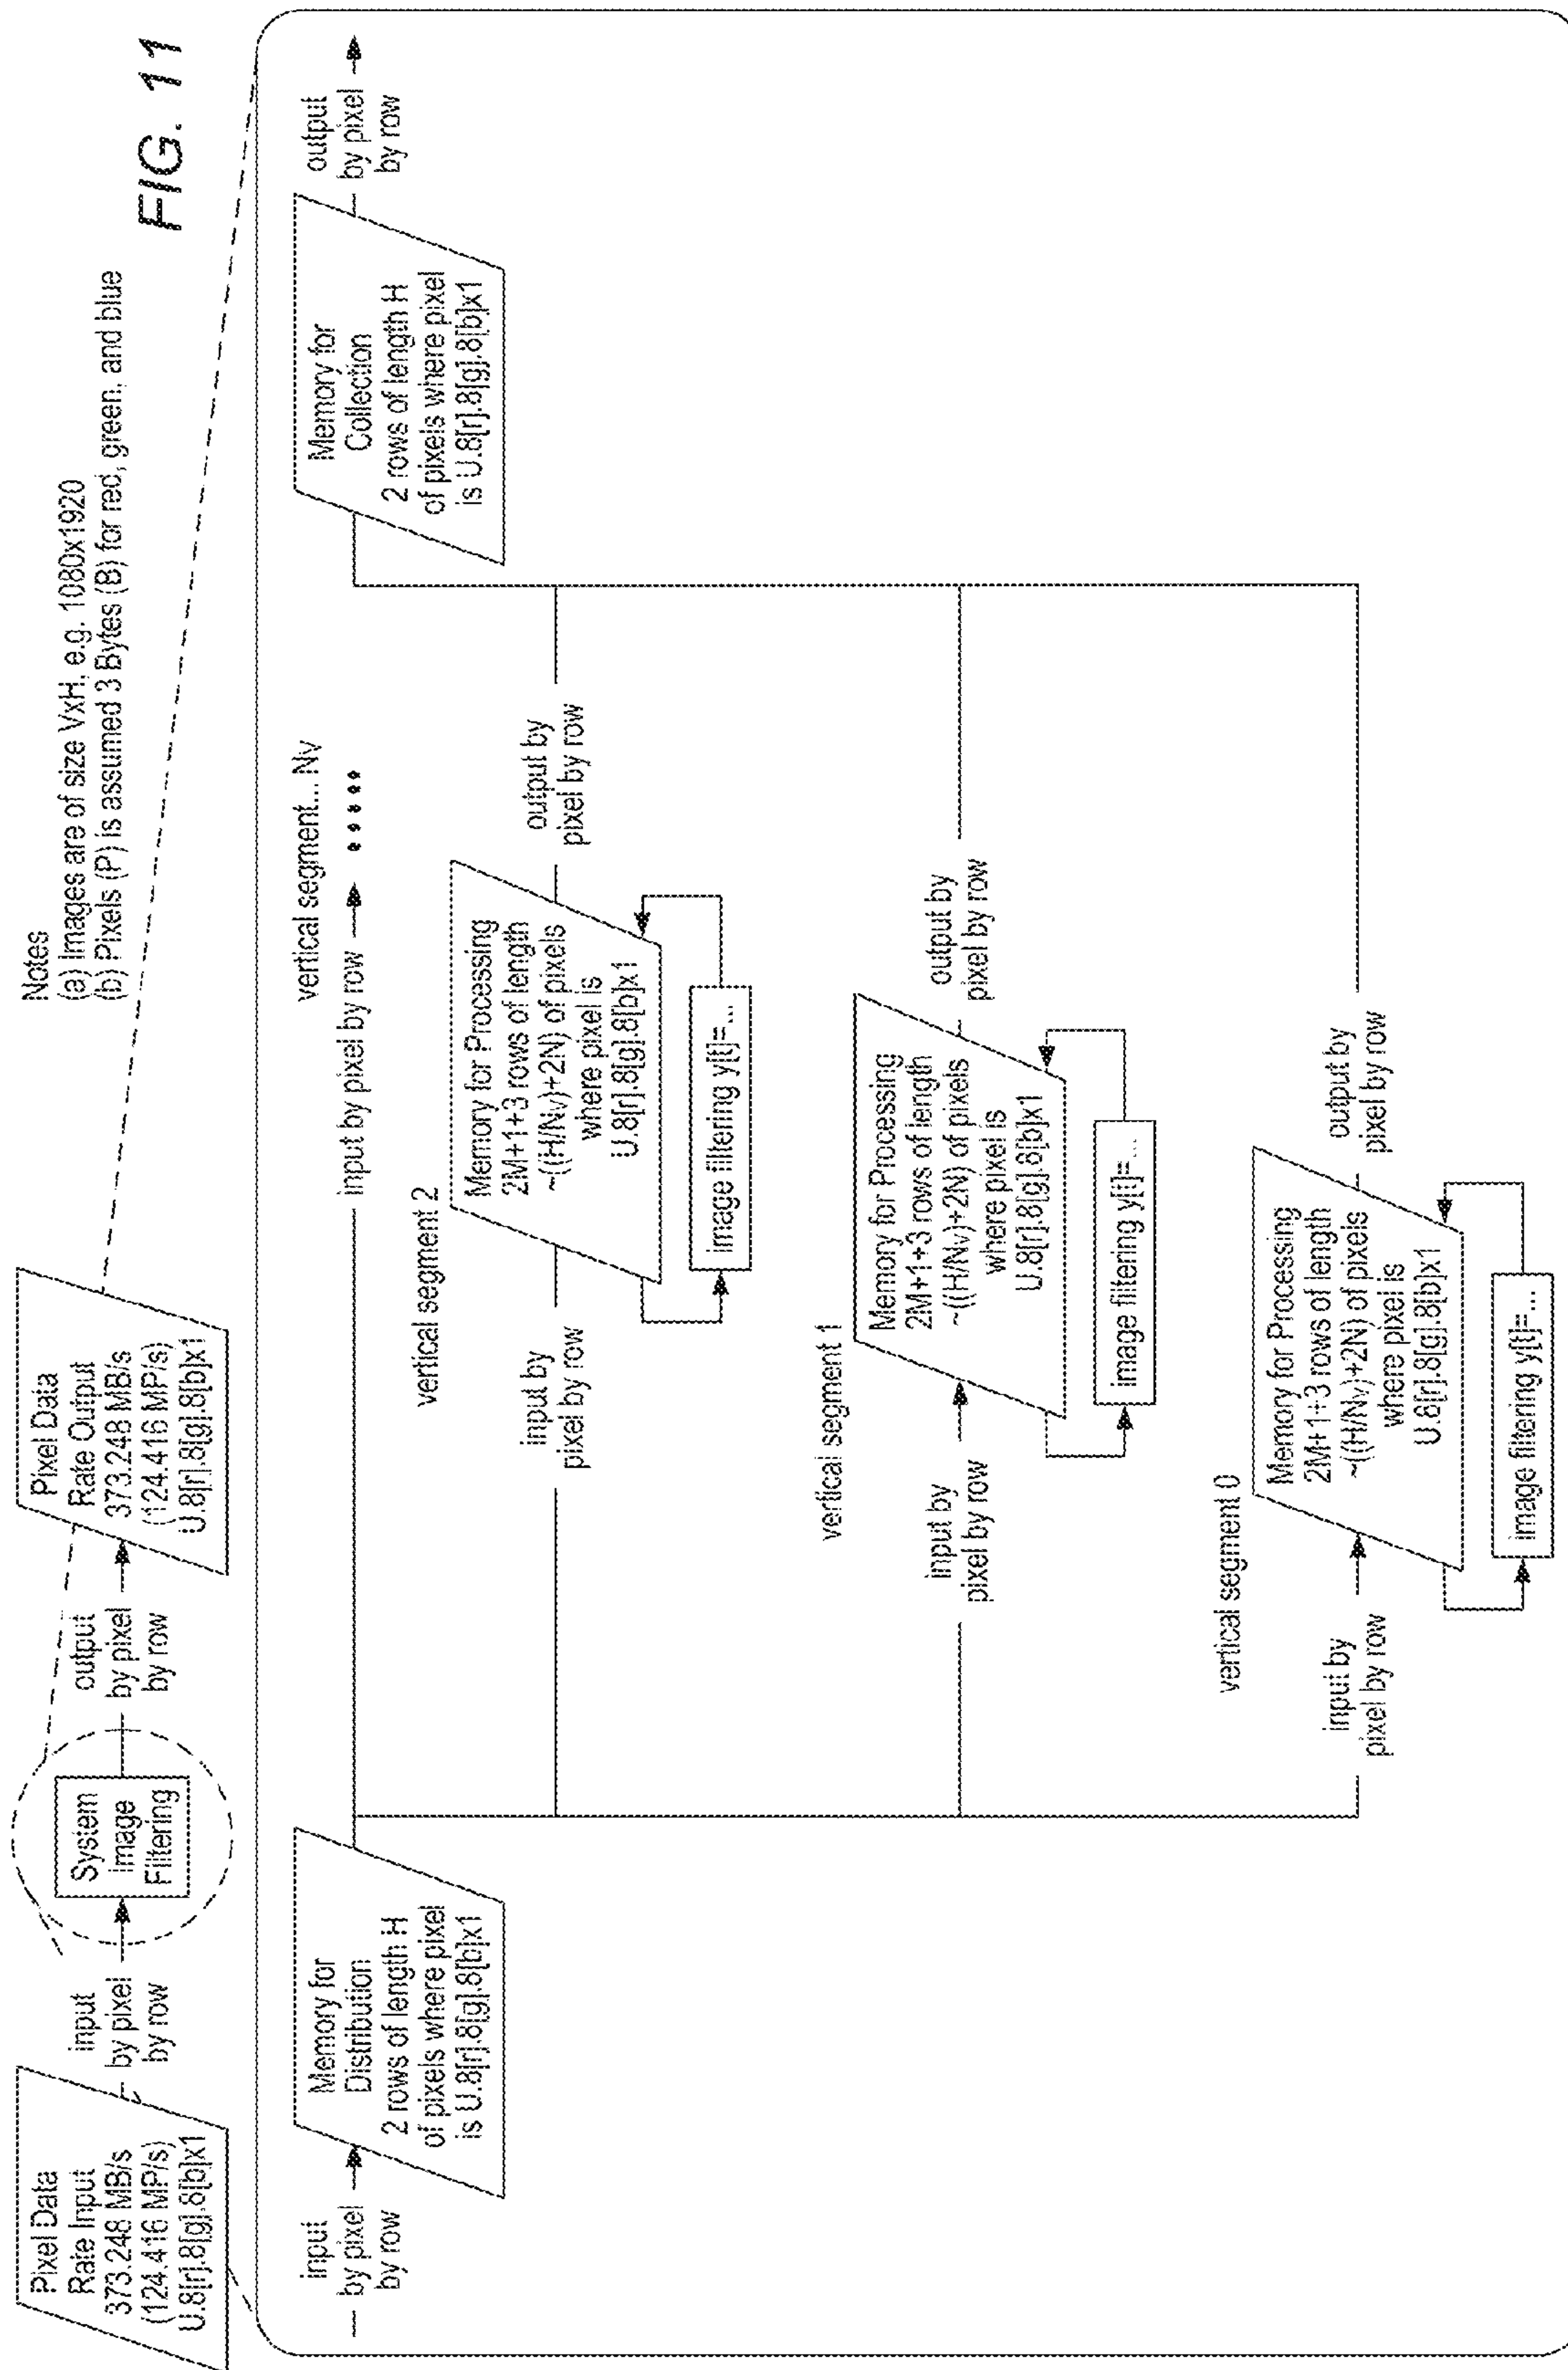 FIG. 11
Notes
(a) Images are of size VxH, e.g. 1080x1920
(b) Pixels (P) is assumed 3 Bytes (B) for red, green, and blue
Pixel Data
Rate Input
373.248 MB/s
(124.416 MP/s)
U.8[r].8[g].8[b]x1
input
by pixel
by row
System
Image
Filtering
output
by pixel
by row
Pixel Data
Rate Output
373.248 MB/s
(124.416 MP/s)
U.8[r].8[g].8[b]x1
input
by pixel
by row
Memory for
Distribution
2 rows of length H
of pixels where pixel
is U.8[r].8[g].8[b]x1
vertical segment... Nv
input by pixel by row
Memory for
Collection
2 rows of length H
of pixels where pixel
is U.8[r].8[g].8[b]x1
output
by pixel
by row
vertical segment 2
input by
pixel by row
Memory for Processing
2M+1+3 rows of length
~((H/Nv)+2N) of pixels
where pixel is
U.8[r].8[g].8[b]x1
image filtering y[t]=...
output by
pixel by row
vertical segment 1
input by
pixel by row
Memory for Processing
2M+1+3 rows of length
~((H/Nv)+2N) of pixels
where pixel is
U.8[r].8[g].8[b]x1
image filtering y[t]=...
output by
pixel by row
vertical segment 0
input by
pixel by row
Memory for Processing
2M+1+3 rows of length
~((H/Nv)+2N) of pixels
where pixel is
U.8[r].8[g].8[b]x1
image filtering y[t]=...
output by
pixel by row